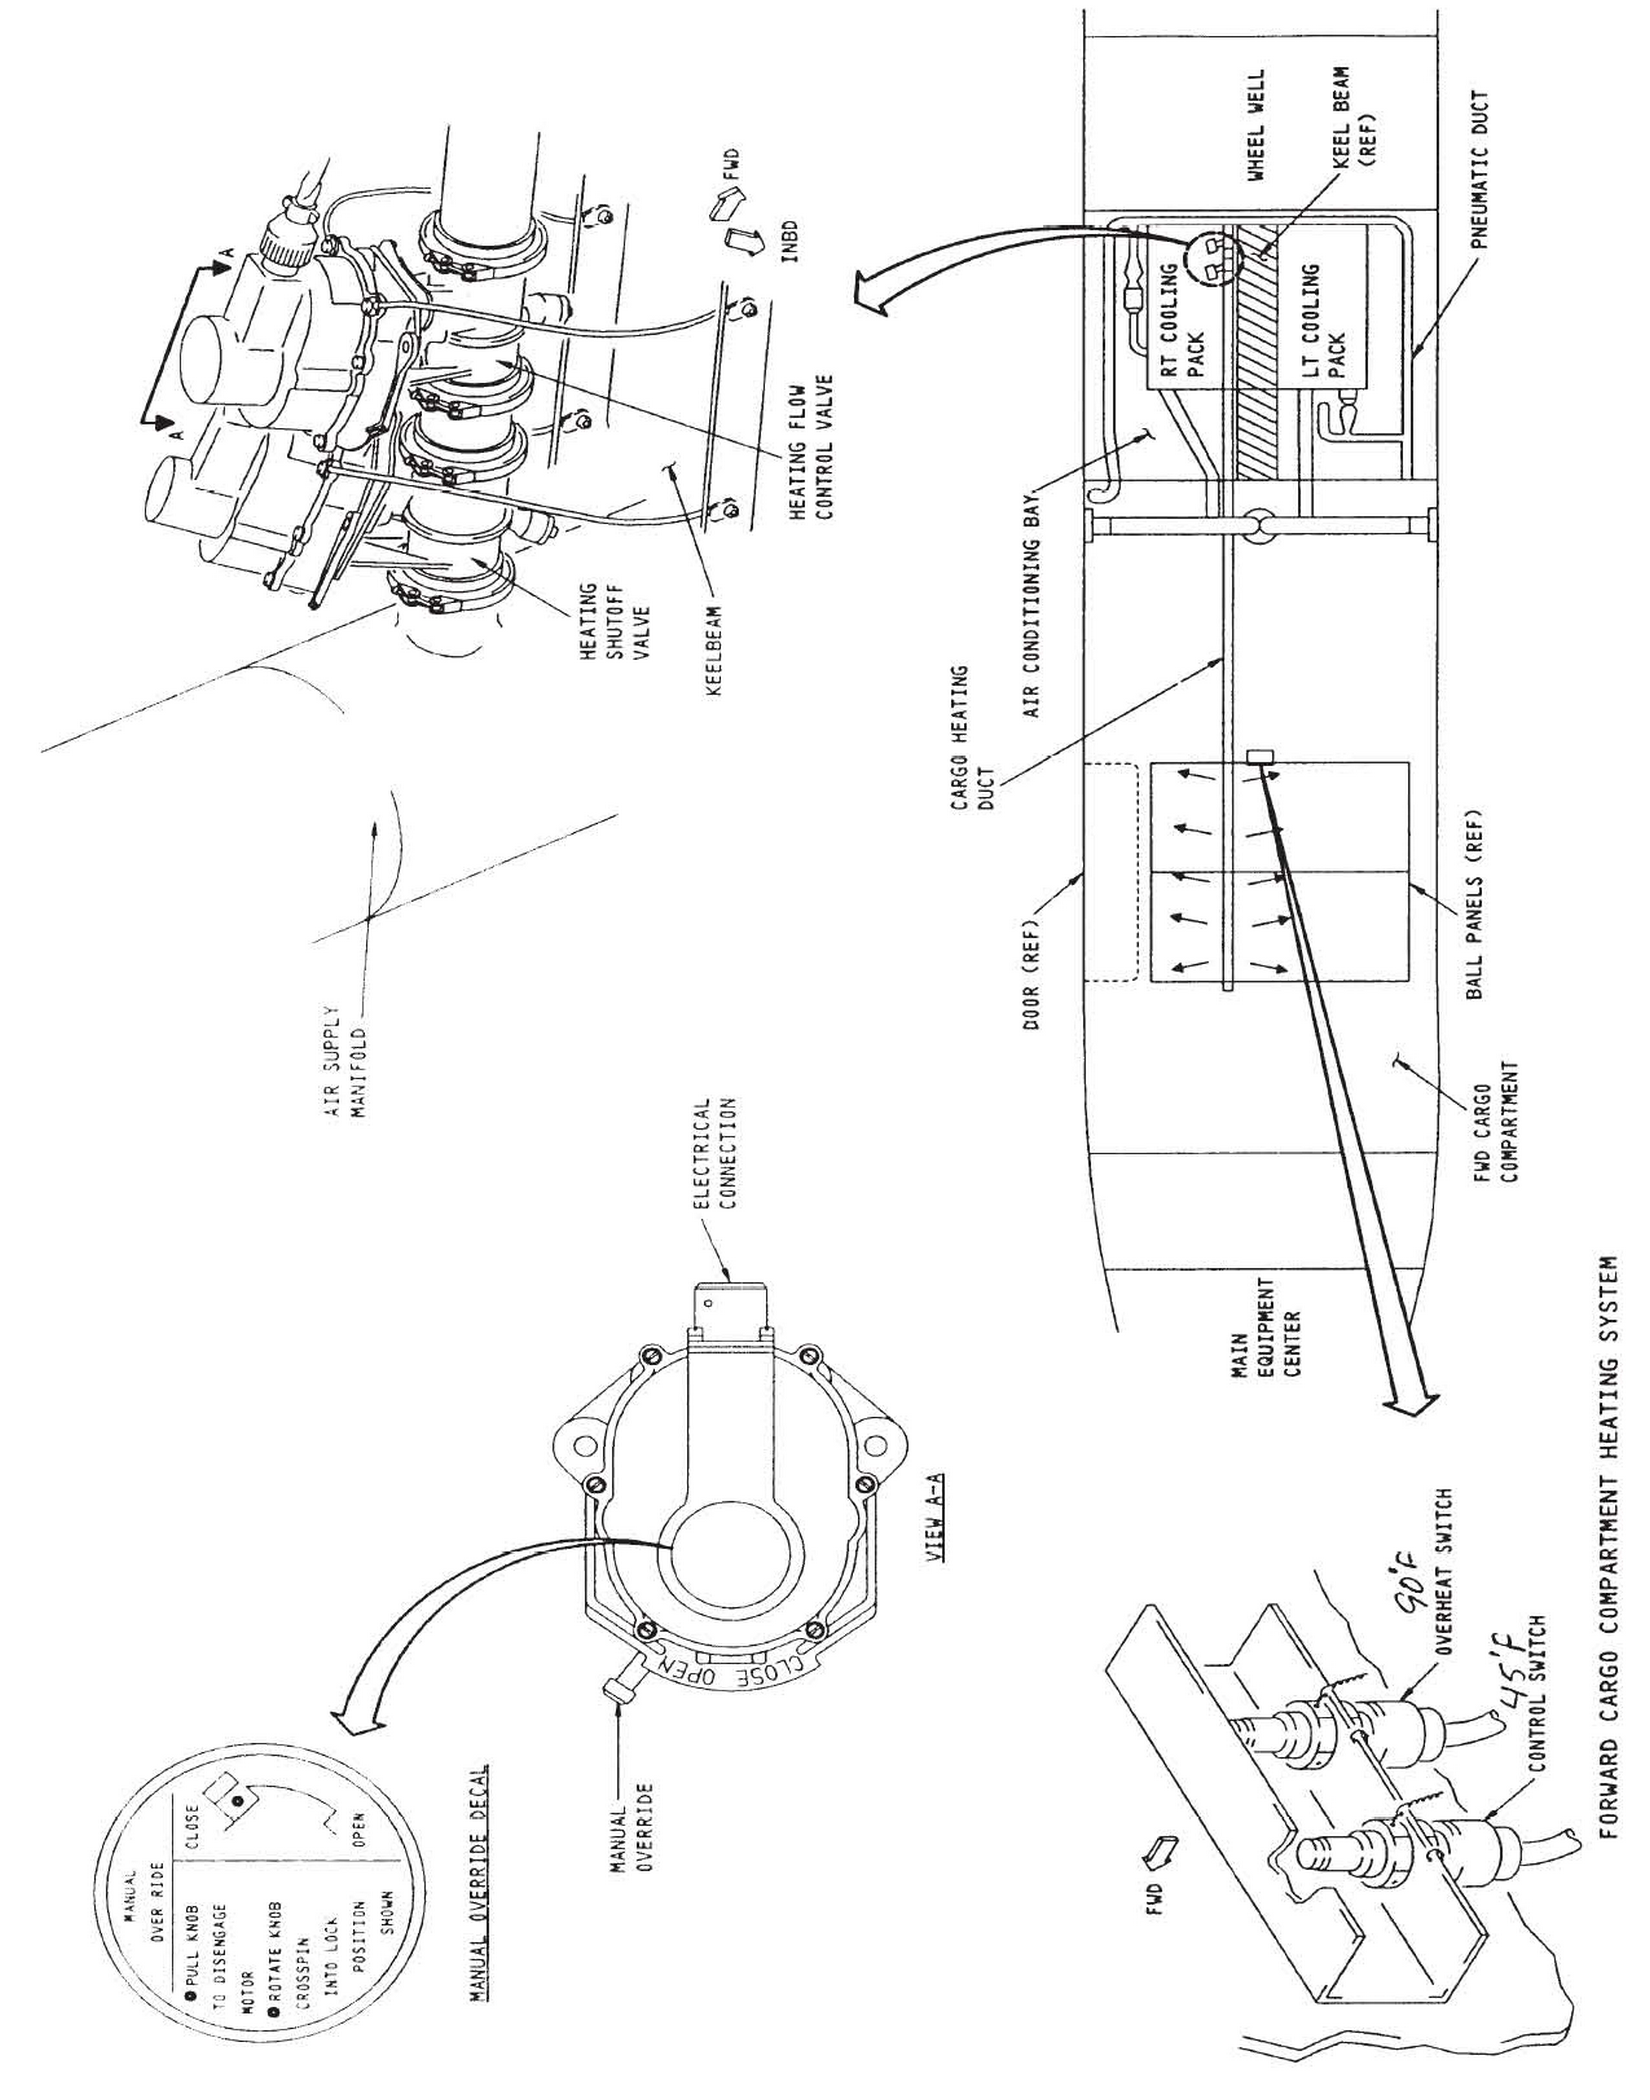 MANUAL
OVER RIDE
● PULL KNOB
TO DISENGAGE
MOTOR
● ROTATE KNOB
CROSSPIN
INTO LOCK
POSITION
SHOWN
CLOSE
OPEN
MANUAL OVERRIDE DECAL
MANUAL
OVERRIDE
CLOSE OPEN
ELECTRICAL
CONNECTION
VIEW A-A
AIR SUPPLY
MANIFOLD
A
A
HEATING
SHUTOFF
VALVE
KEELBEAM
HEATING FLOW
CONTROL VALVE
FWD
INBD
FWD
90°F
OVERHEAT SWITCH
45°F
CONTROL SWITCH
MAIN
EQUIPMENT
CENTER
DOOR (REF)
CARGO HEATING
DUCT
AIR CONDITIONING BAY
RT COOLING
PACK
LT COOLING
PACK
WHEEL WELL
KEEL BEAM
(REF)
PNEUMATIC DUCT
BALL PANELS (REF)
FWD CARGO
COMPARTMENT
FORWARD CARGO COMPARTMENT HEATING SYSTEM